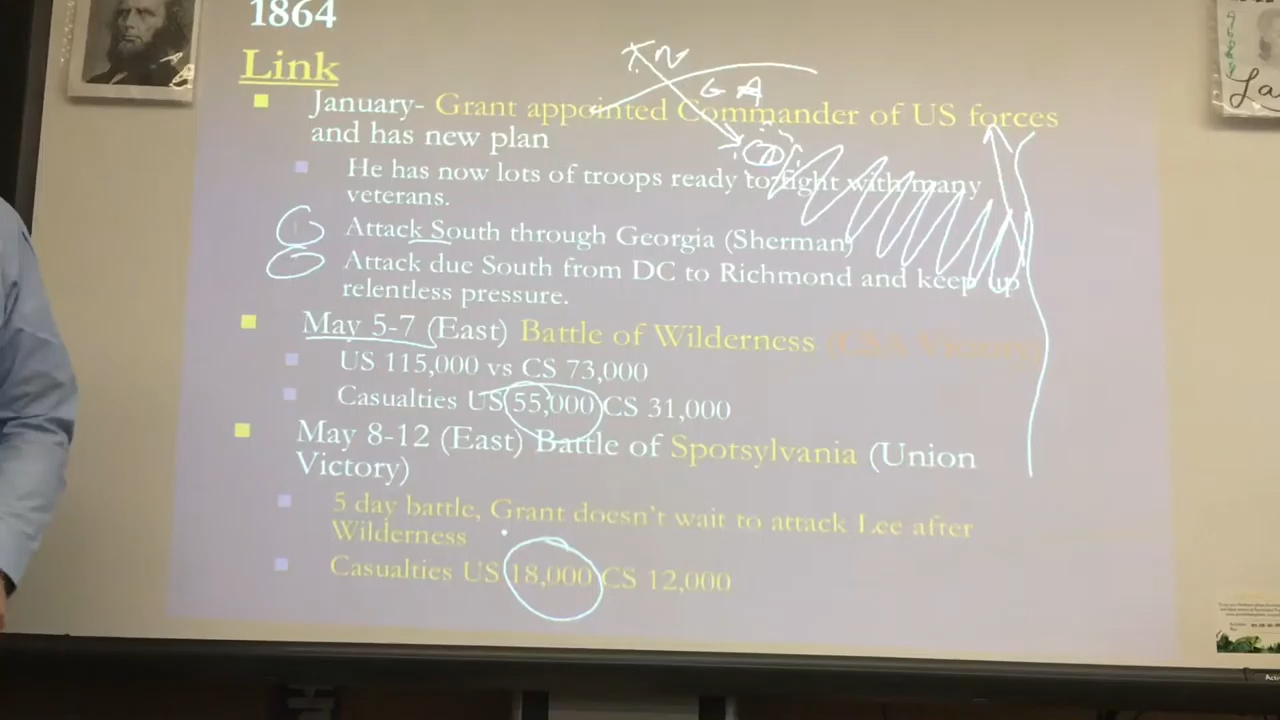 1864
Link
January- Grant appointed Commander of US forces
and has new plan
He has now lots of troops ready to fight with many
veterans.
Attack South through Georgia (Sherman)
Attack due South from DC to Richmond and keep up
relentless pressure.
May 5-7 (East) Battle of Wilderness (CSA Victory)
US 115,000 vs CS 73,000
Casualties US 55,000 CS 31,000
May 8-12 (East) Battle of Spotsylvania (Union
Victory)
5 day battle, Grant doesn't wait to attack Lee after
Wilderness
Casualties US 18,000 CS 12,000
TN
GA
La